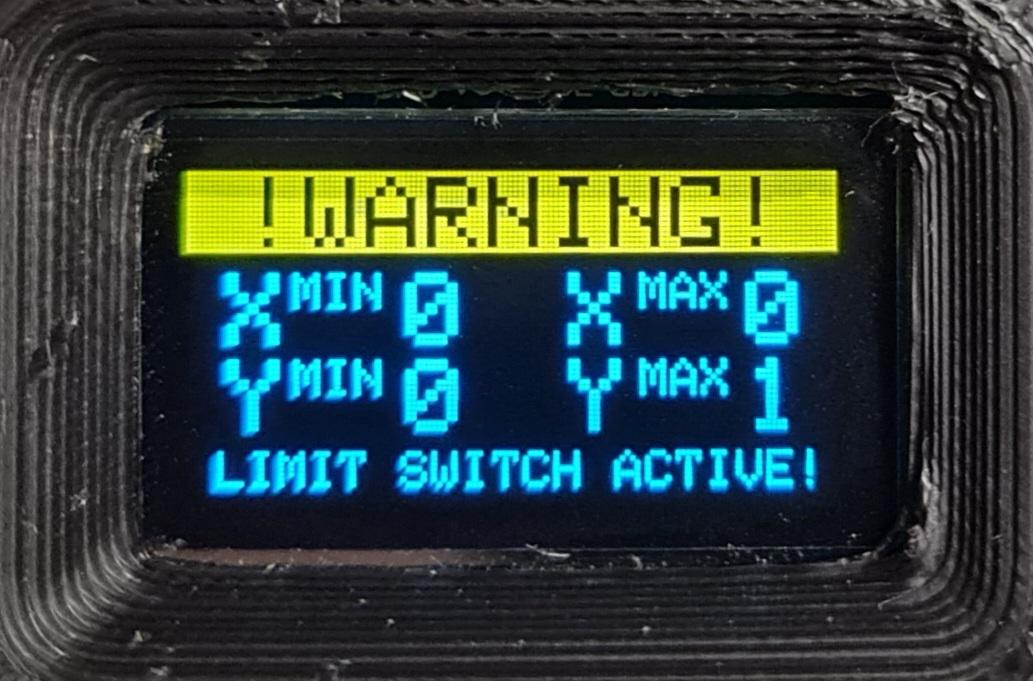 !WARNING!
XMIN 0 XMAX 0
YMIN 0 YMAX 1
LIMIT SWITCH ACTIVE!